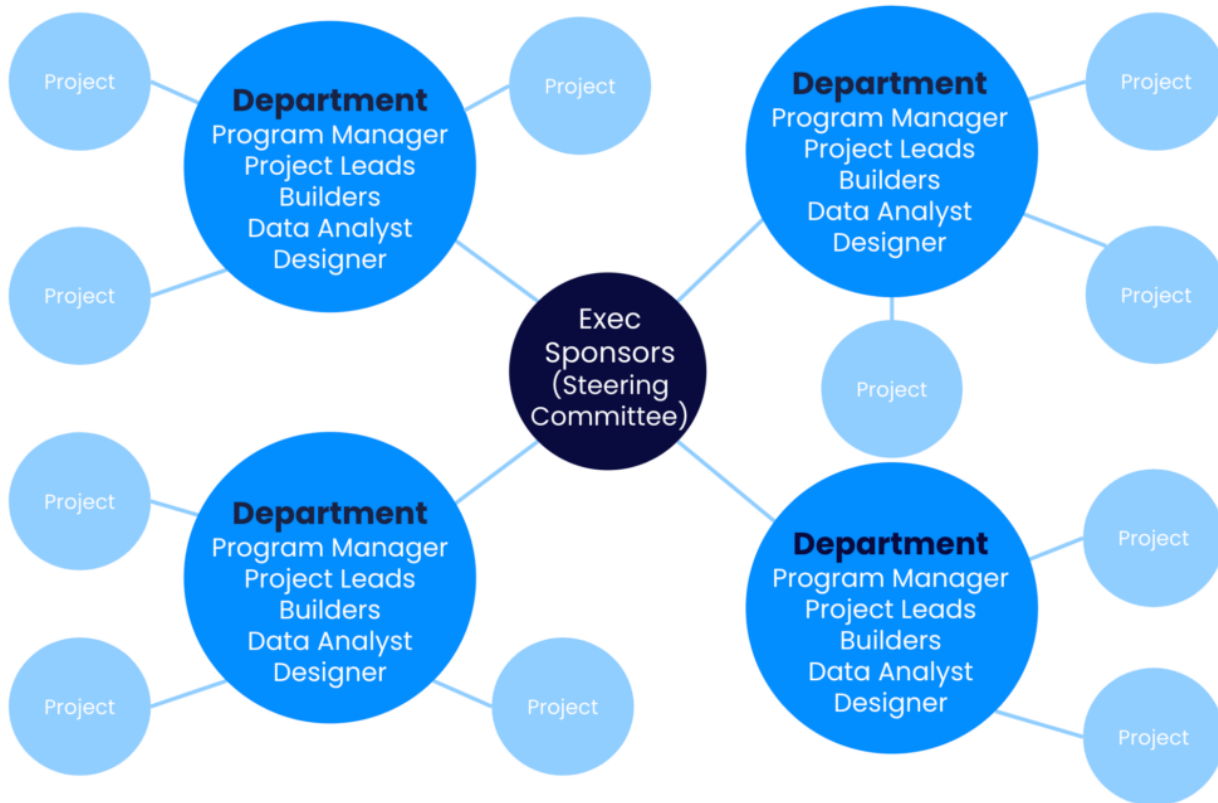 Project
Department
Program Manager
Project Leads
Builders
Data Analyst
Designer
Project
Project
Department
Program Manager
Project Leads
Builders
Data Analyst
Designer
Project
Project
Project
Exec
Sponsors
(Steering
Committee)
Project
Department
Program Manager
Project Leads
Builders
Data Analyst
Designer
Project
Project
Department
Program Manager
Project Leads
Builders
Data Analyst
Designer
Project
Project